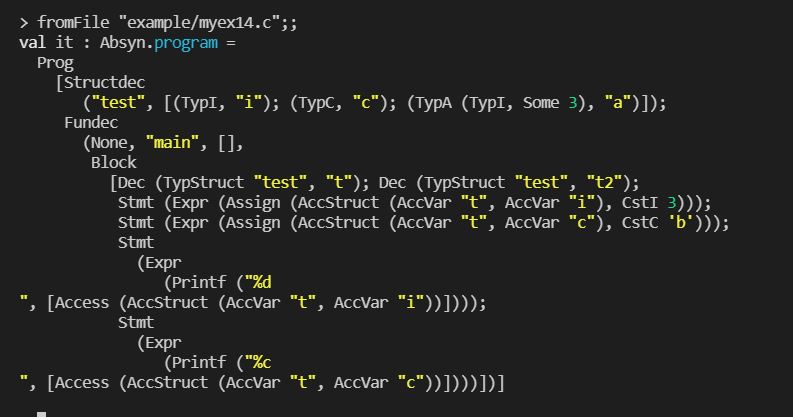 > fromFile "example/myex14.c";;
val it : Absyn.program =
  Prog
    [Structdec
       ("test", [(TypI, "i"); (TypC, "c"); (TypA (TypI, Some 3), "a")]);
     Fundec
       (None, "main", [],
        Block
          [Dec (TypStruct "test", "t"); Dec (TypStruct "test", "t2");
           Stmt (Expr (Assign (AccStruct (AccVar "t", AccVar "i"), CstI 3)));
           Stmt (Expr (Assign (AccStruct (AccVar "t", AccVar "c"), CstC 'b')));
           Stmt
             (Expr
                (Printf ("%d
", [Access (AccStruct (AccVar "t", AccVar "i"))])));
           Stmt
             (Expr
                (Printf ("%c
", [Access (AccStruct (AccVar "t", AccVar "c"))])))])]